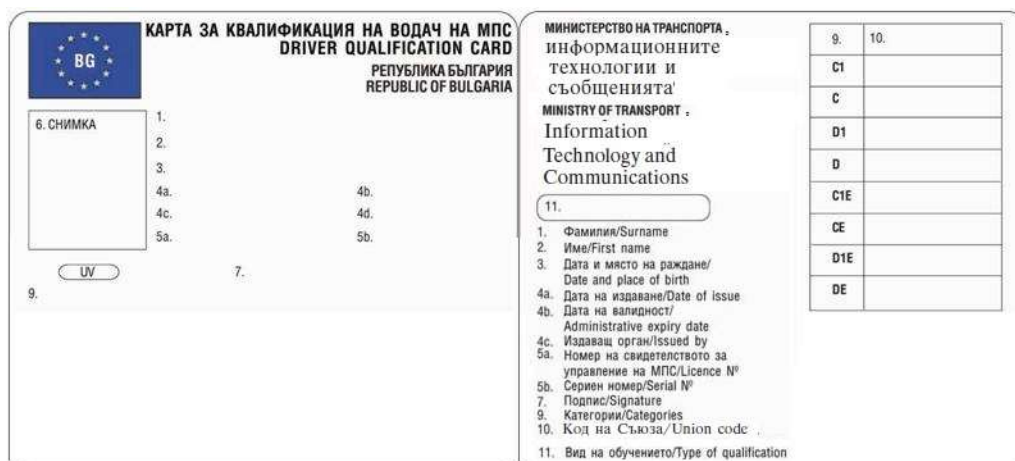 BG
КАРТА ЗА КВАЛИФИКАЦИЯ НА ВОДАЧ НА МПС
DRIVER QUALIFICATION CARD
РЕПУБЛИКА БЪЛГАРИЯ
REPUBLIC OF BULGARIA
6. СНИМКА
1.
2.
3.
4a. 4b.
4c. 4d.
5a. 5b.
UV
7.
9.
МИНИСТЕРСТВО НА ТРАНСПОРТА,
информационните
технологии и
съобщенията
MINISTRY OF TRANSPORT,
Information
Technology and
Communications
11.
1. Фамилия/Surname
2. Име/First name
3. Дата и място на раждане/
Date and place of birth
4a. Дата на издаване/Date of issue
4b. Дата на валидност/
Administrative expiry date
4c. Издаващ орган/Issued by
5a. Номер на свидетелството за
управление на МПС/Licence Nº
5b. Сериен номер/Serial Nº
7. Подпис/Signature
9. Категории/Categories
10. Код на Съюза/Union code
11. Вид на обучението/Type of qualification
9. 10.
C1
C
D1
D
C1E
CE
D1E
DE